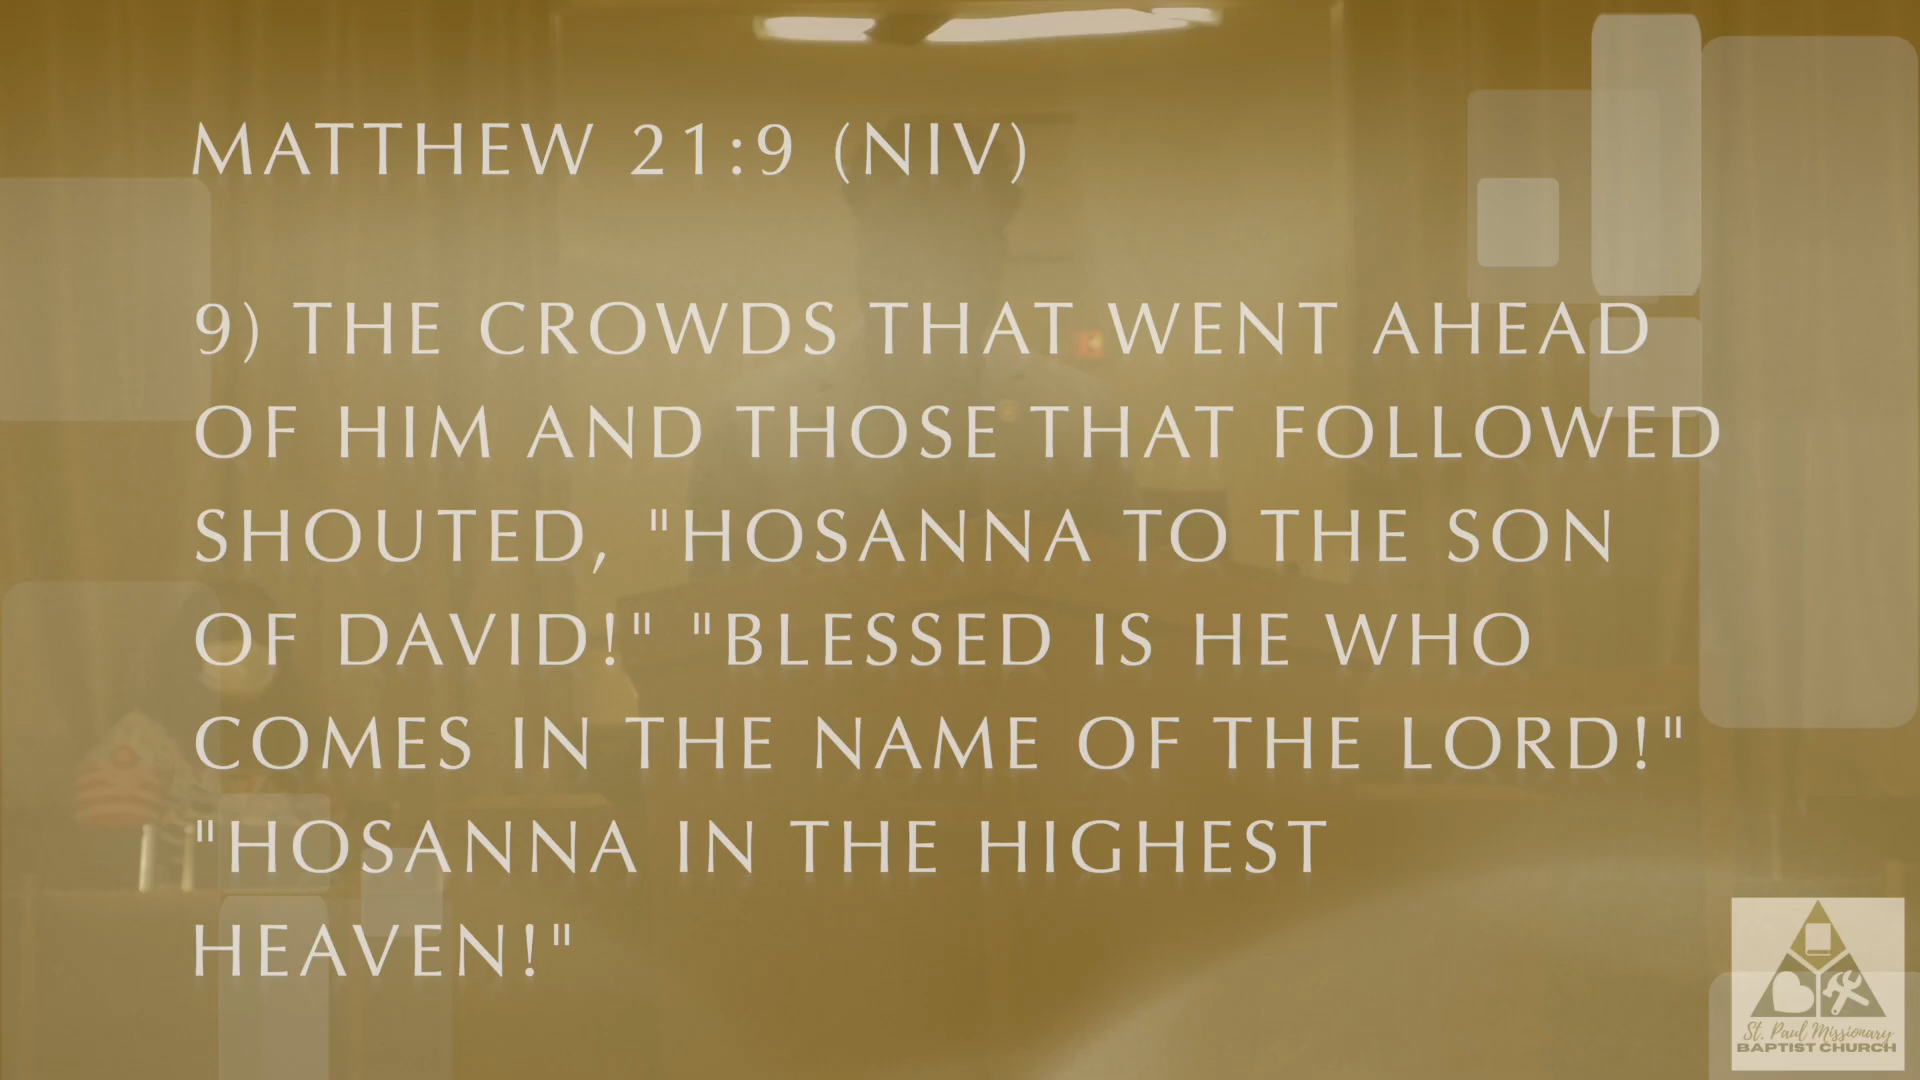 MATTHEW 21:9 (NIV)
9) THE CROWDS THAT WENT AHEAD
OF HIM AND THOSE THAT FOLLOWED
SHOUTED, "HOSANNA TO THE SON
OF DAVID!" "BLESSED IS HE WHO
COMES IN THE NAME OF THE LORD!"
"HOSANNA IN THE HIGHEST
HEAVEN!"
St. Paul Missionary
BAPTIST CHURCH